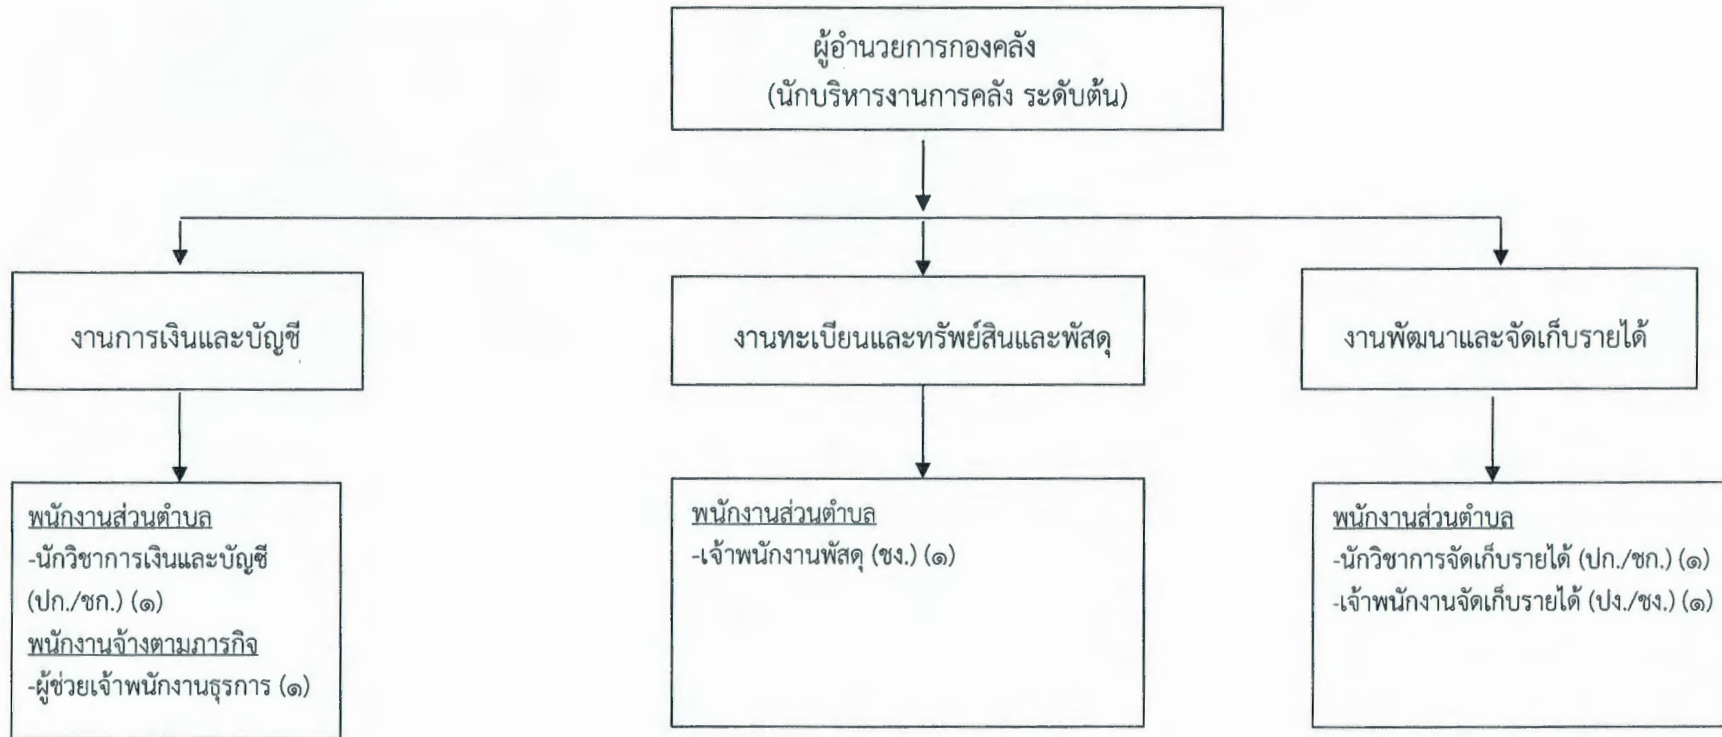 ผู้อำนวยการกองคลัง
(นักบริหารงานการคลัง ระดับต้น)
งานการเงินและบัญชี
งานทะเบียนและทรัพย์สินและพัสดุ
งานพัฒนาและจัดเก็บรายได้
พนักงานส่วนตำบล
-นักวิชาการเงินและบัญชี
(ปก./ชก.) (๑)
พนักงานจ้างตามภารกิจ
-ผู้ช่วยเจ้าพนักงานธุรการ (๑)
พนักงานส่วนตำบล
-เจ้าพนักงานพัสดุ (ชง.) (๑)
พนักงานส่วนตำบล
-นักวิชาการจัดเก็บรายได้ (ปก./ชก.) (๑)
-เจ้าพนักงานจัดเก็บรายได้ (ปง./ชง.) (๑)